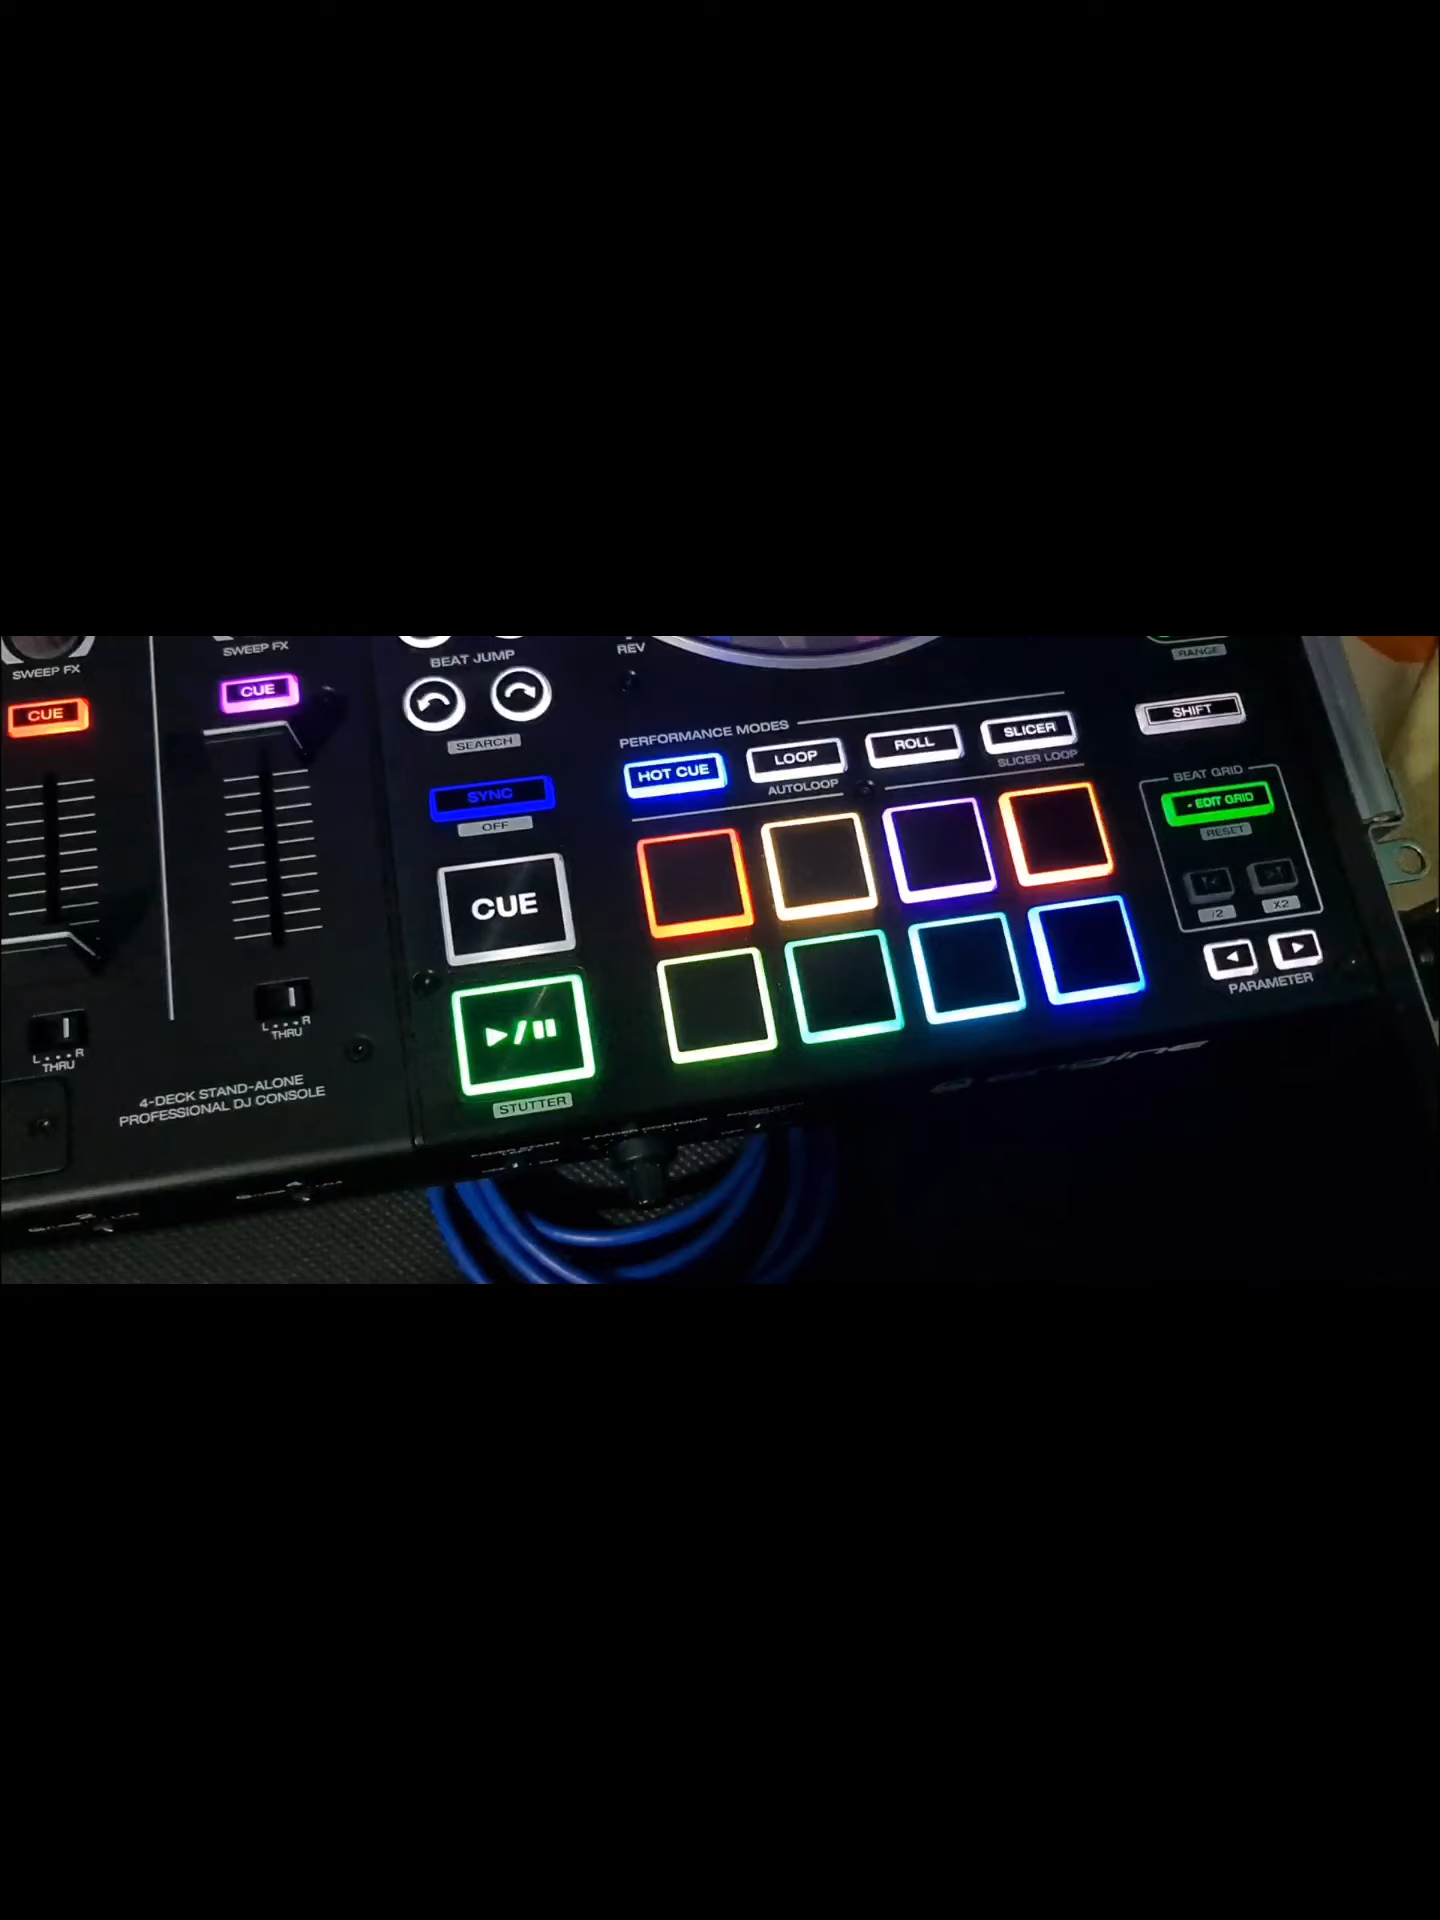 SWEEP FX
SWEEP FX
CUE
CUE
BEAT JUMP
SEARCH
SYNC
OFF
CUE
STUTTER
REV
PERFORMANCE MODES
HOT CUE
LOOP
ROLL
SLICER
AUTOLOOP
SLICER LOOP
RANGE
SHIFT
BEAT GRID
EDIT GRID
RESET
/2
X2
PARAMETER
L R
THRU
L R
THRU
4-DECK STAND-ALONE
PROFESSIONAL DJ CONSOLE
engine